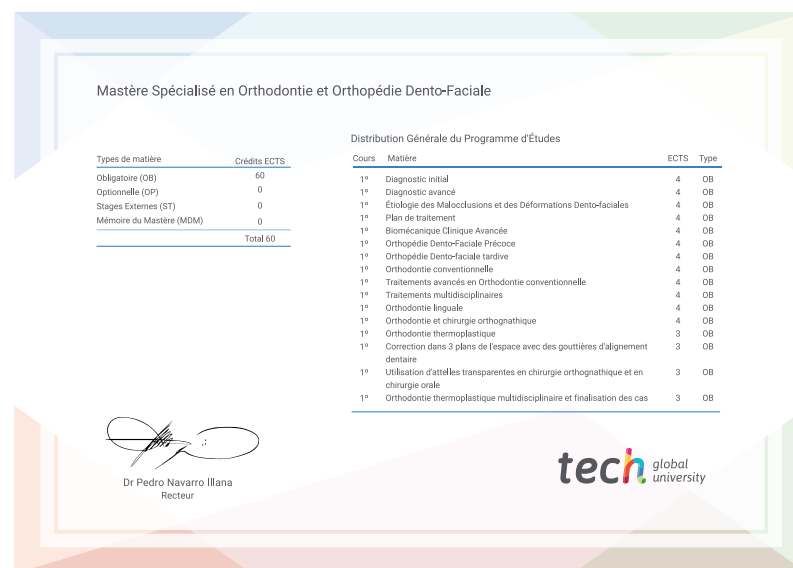 Mastère Spécialisé en Orthodontie et Orthopédie Dento-Faciale
Types de matière Crédits ECTS
Obligatoire (OB) 60
Optionnelle (OP) 0
Stages Externes (ST) 0
Mémoire du Mastère (MDM) 0
Total 60
Distribution Générale du Programme d'Études
Cours Matière ECTS Type
1º Diagnostic initial 4 OB
1º Diagnostic avancé 4 OB
1º Étiologie des Malocclusions et des Déformations Dento-faciales 4 OB
1º Plan de traitement 4 OB
1º Biomécanique Clinique Avancée 4 OB
1º Orthopédie Dento-Faciale Précoce 4 OB
1º Orthopédie Dento-faciale tardive 4 OB
1º Orthodontie conventionnelle 4 OB
1º Traitements avancés en Orthodontie conventionnelle 4 OB
1º Traitements multidisciplinaires 4 OB
1º Orthodontie linguale 4 OB
1º Orthodontie et chirurgie orthognathique 4 OB
1º Orthodontie thermoplastique 3 OB
1º Correction dans 3 plans de l'espace avec des gouttières d'alignement 3 OB
dentaire
1º Utilisation d'attelles transparentes en chirurgie orthognathique et en 3 OB
chirurgie orale
1º Orthodontie thermoplastique multidisciplinaire et finalisation des cas 3 OB
Dr Pedro Navarro Illana
Recteur
tech global
university